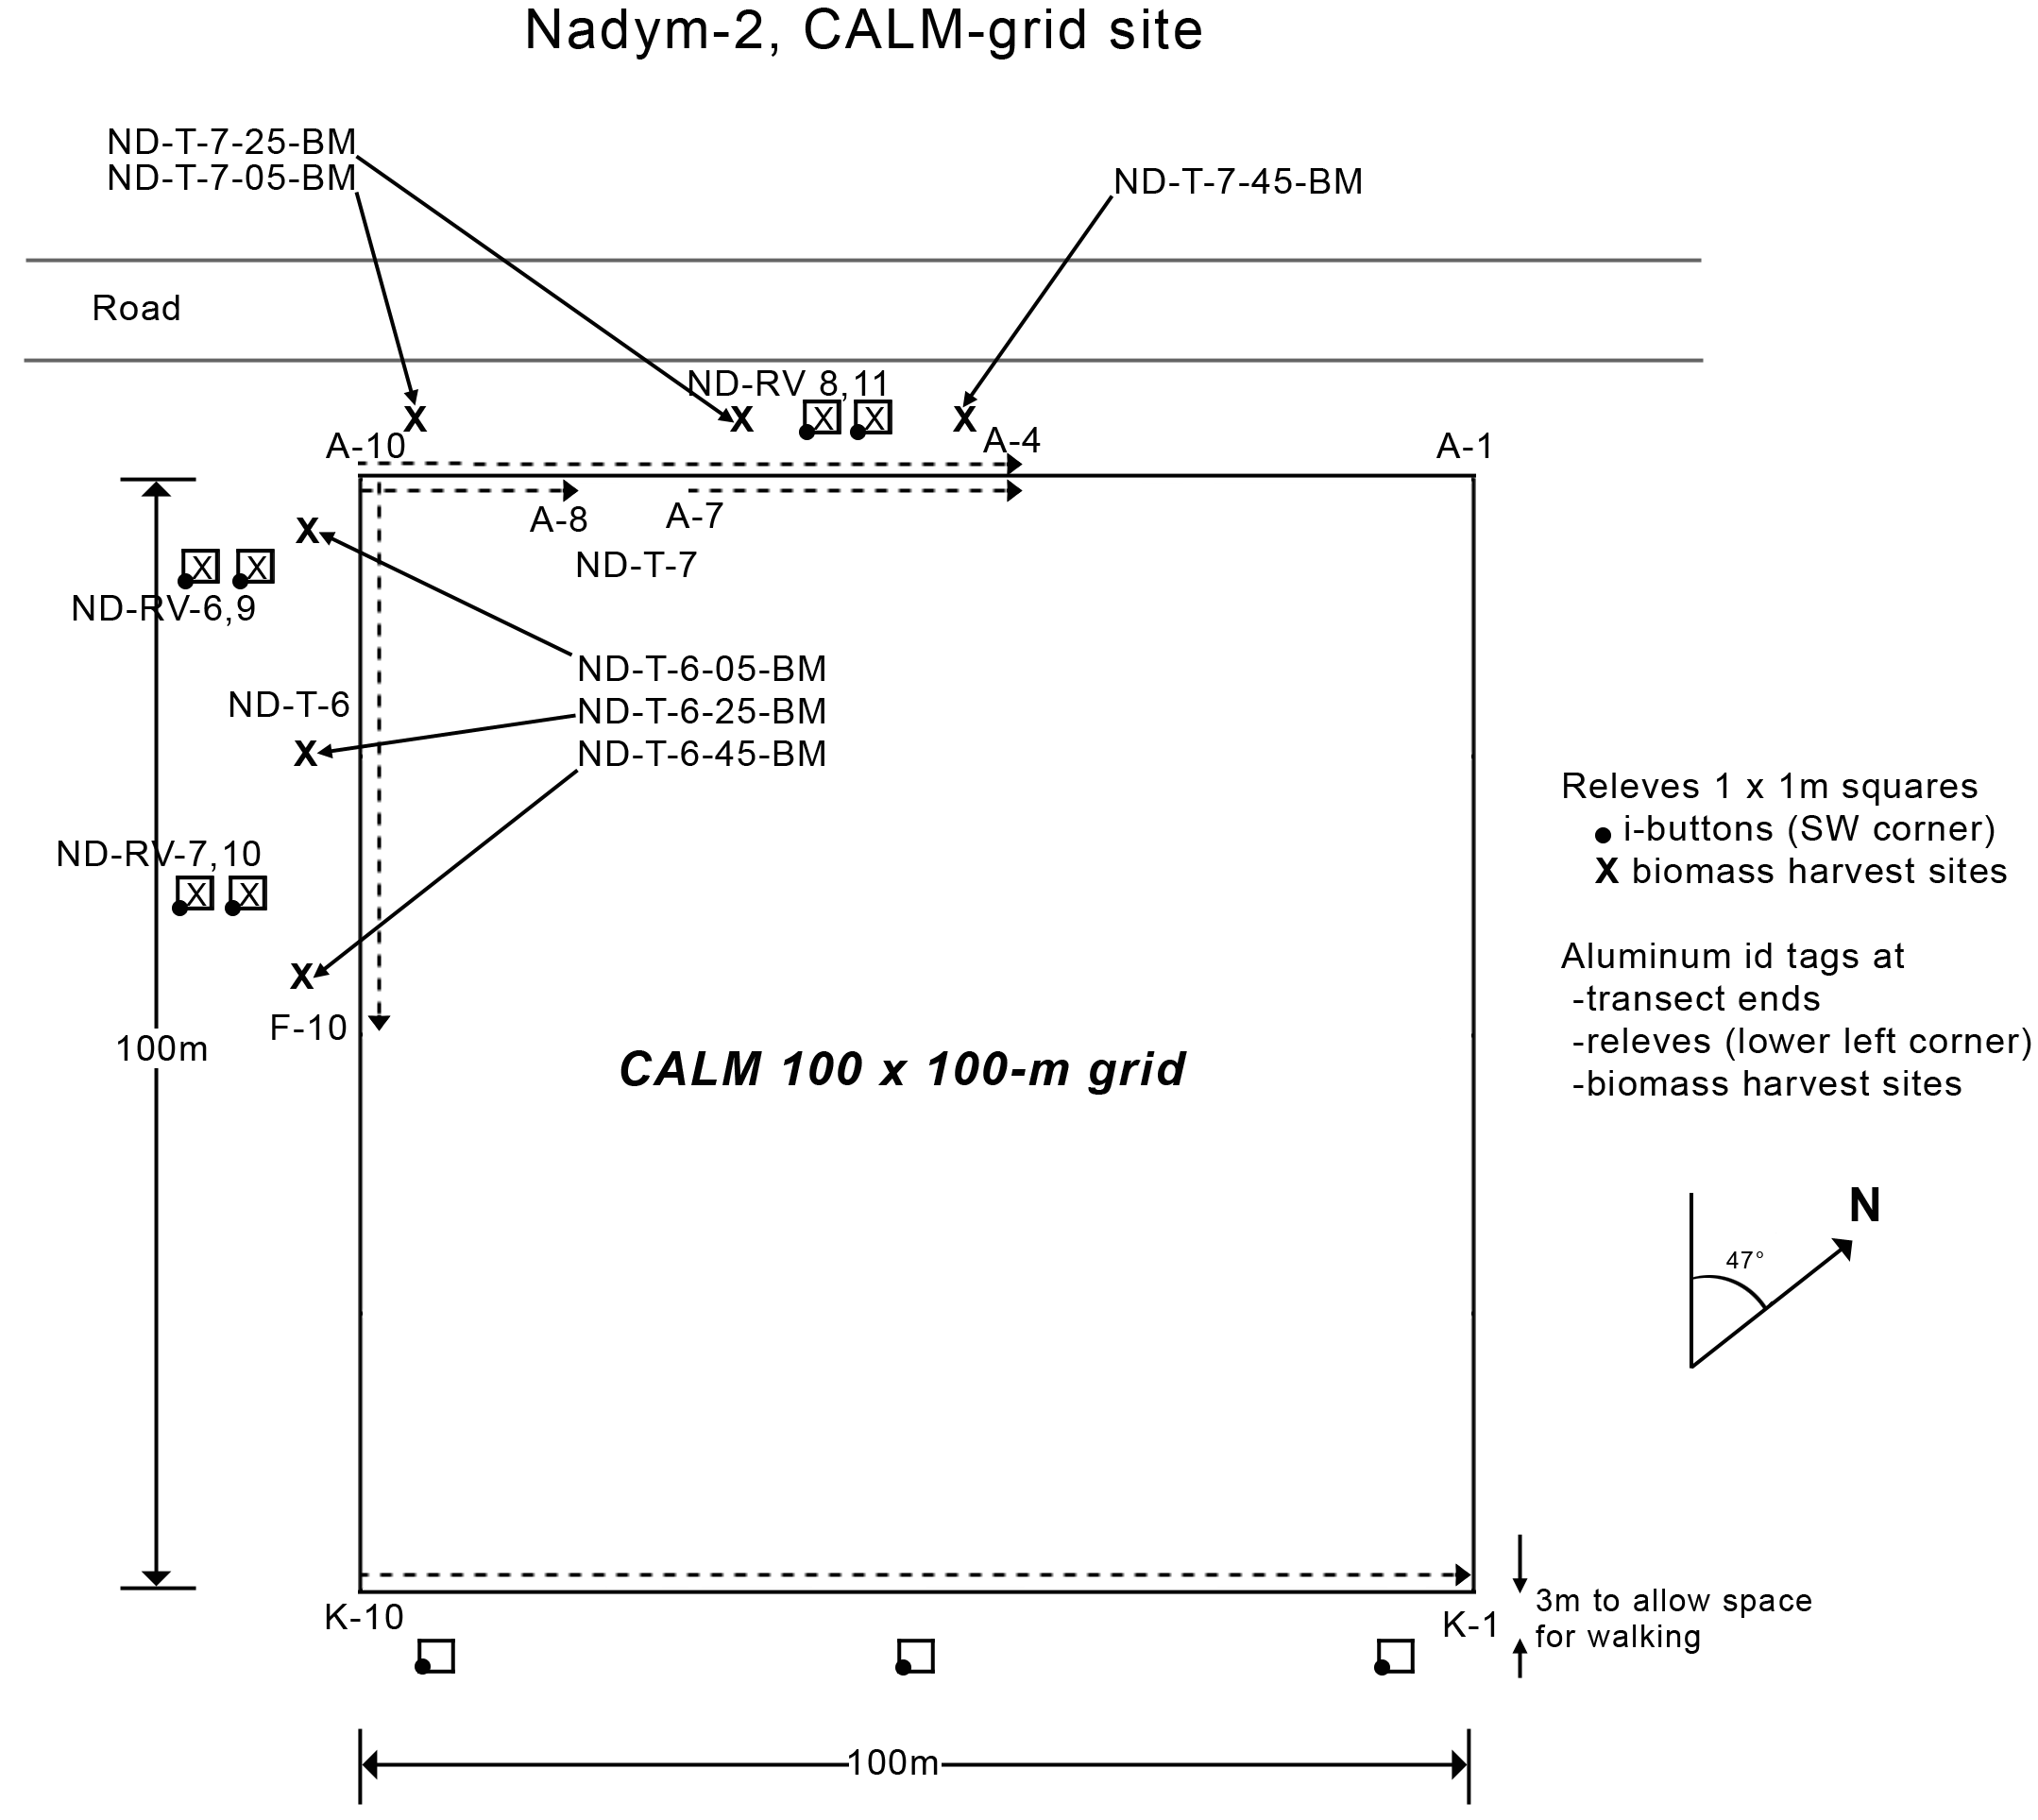 Nadym-2, CALM-grid site
ND-T-7-25-BM
ND-T-7-05-BM
ND-T-7-45-BM
Road
ND-RV 8,11
X
X
X
X
X
A-10
A-4
A-1
A-8
A-7
ND-T-7
X
X
X
ND-RV-6,9
ND-T-6-05-BM
ND-T-6
ND-T-6-25-BM
X
ND-T-6-45-BM
Releves 1 x 1m squares
i-buttons (SW corner)
X biomass harvest sites
ND-RV-7,10
X
X
Aluminum id tags at
-transect ends
-releves (lower left corner)
-biomass harvest sites
X
F-10
100m
CALM 100 x 100-m grid
N
47°
K-10
K-1
3m to allow space
for walking
100m